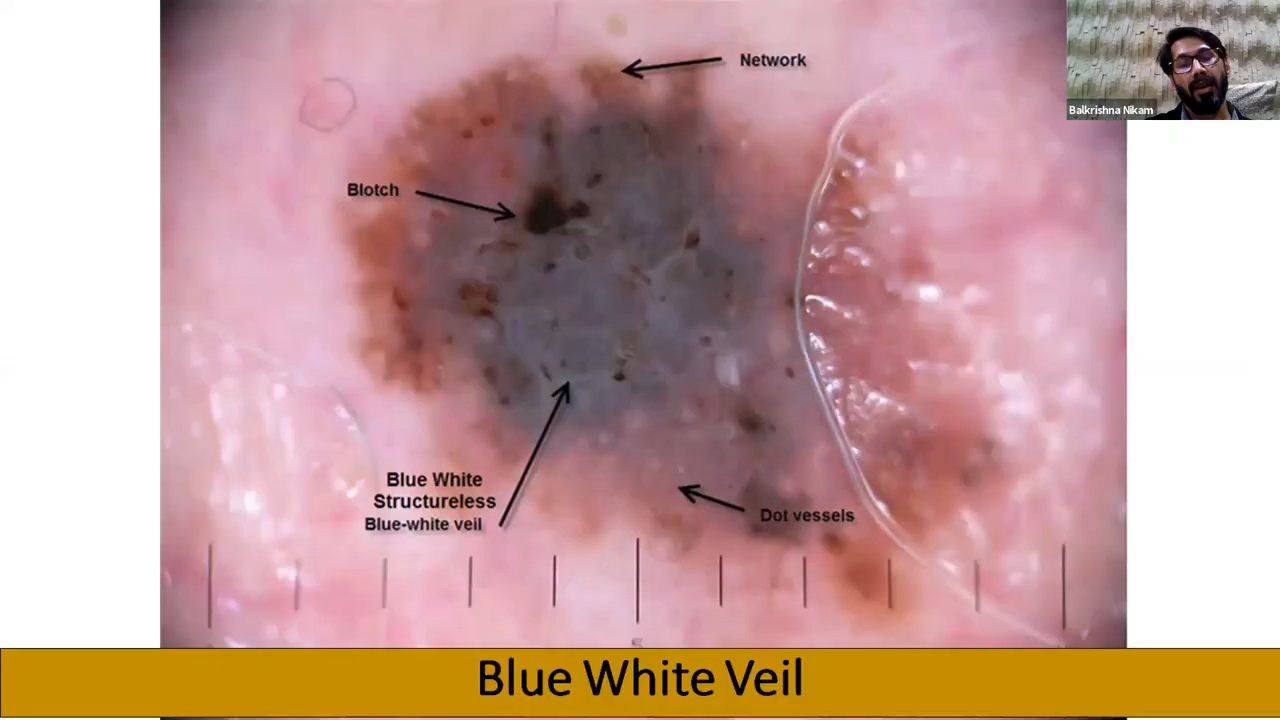 Network
Balkrishna Nikam
Blotch
Blue White
Structureless
Blue-white veil
Dot vessels
Blue White Veil